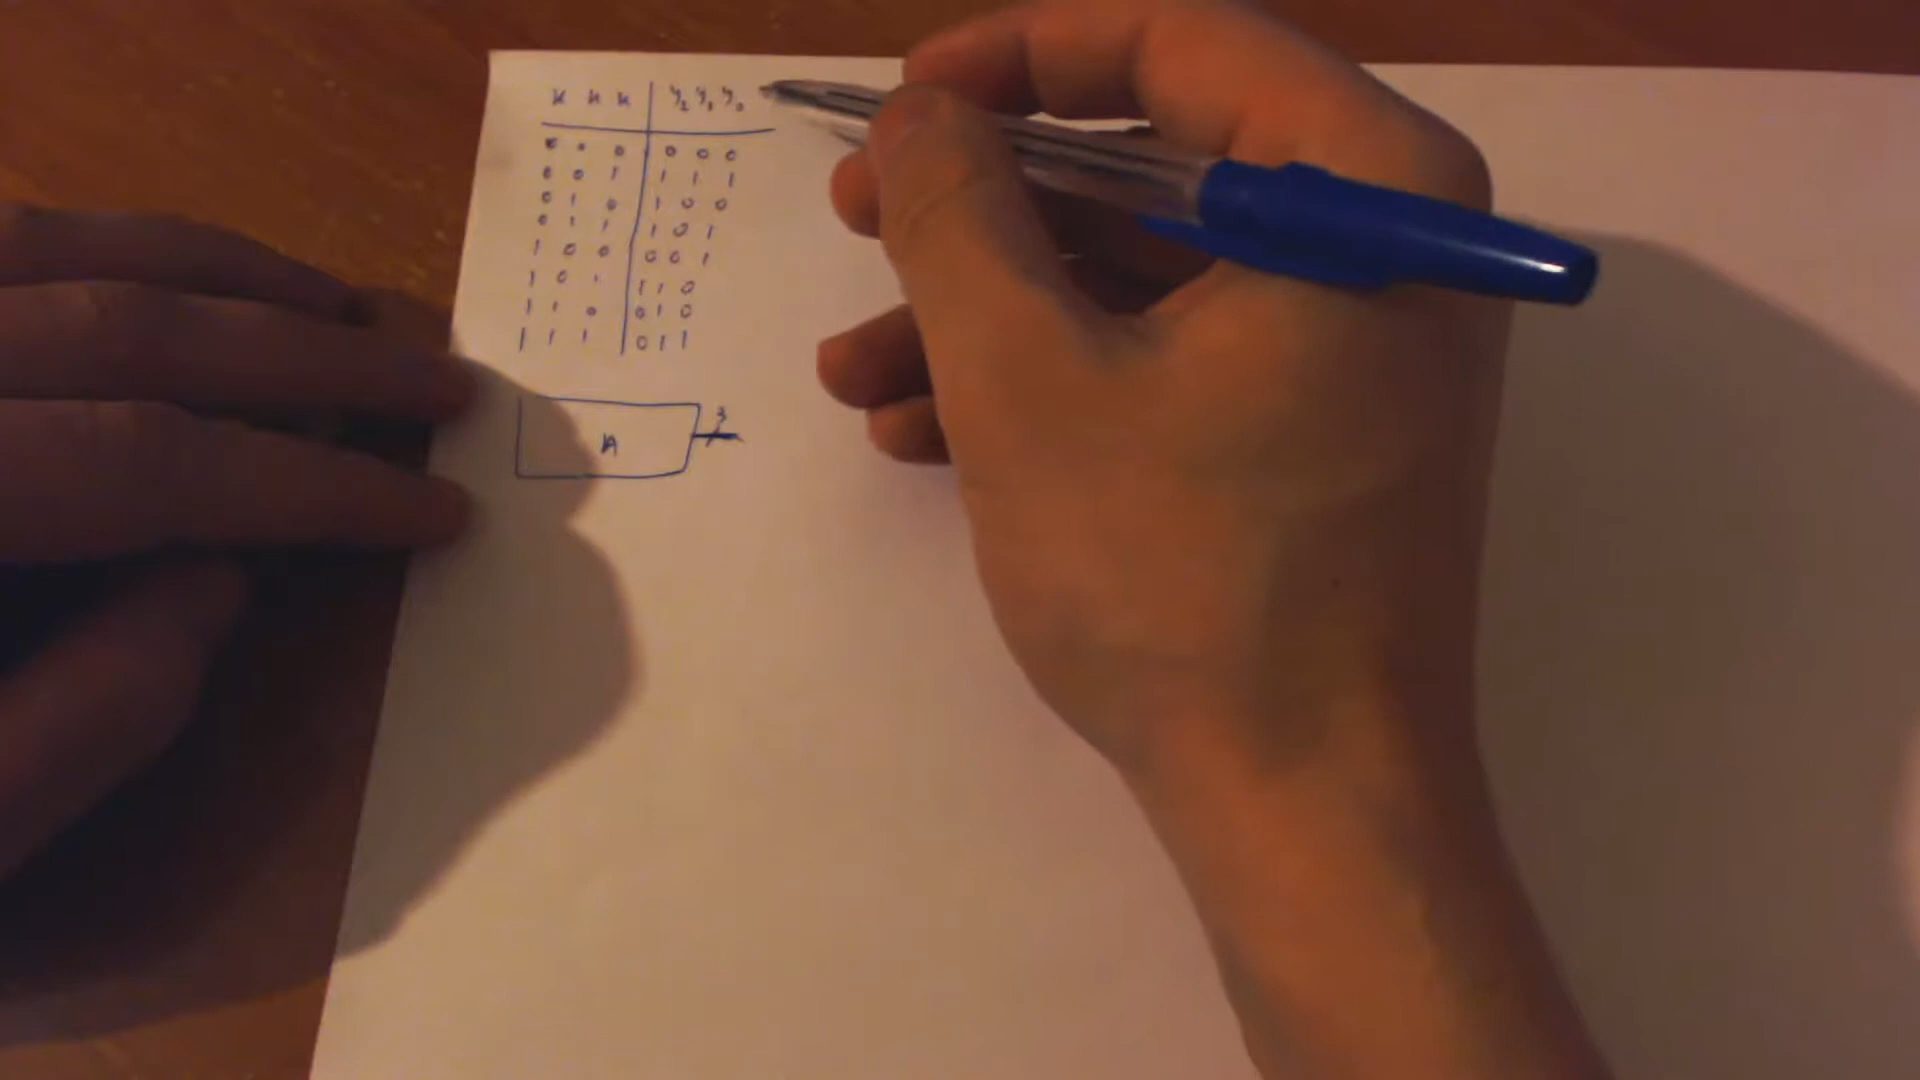 x x x | y₂ y₁ y₀
0 0 0 | 0 0 0
0 0 1 | 1 1 1
0 1 0 | 1 0 0
0 1 1 | 1 0 1
1 0 0 | 0 0 1
1 0 1 | 1 1 0
1 1 0 | 0 1 0
1 1 1 | 0 1 1
3
A